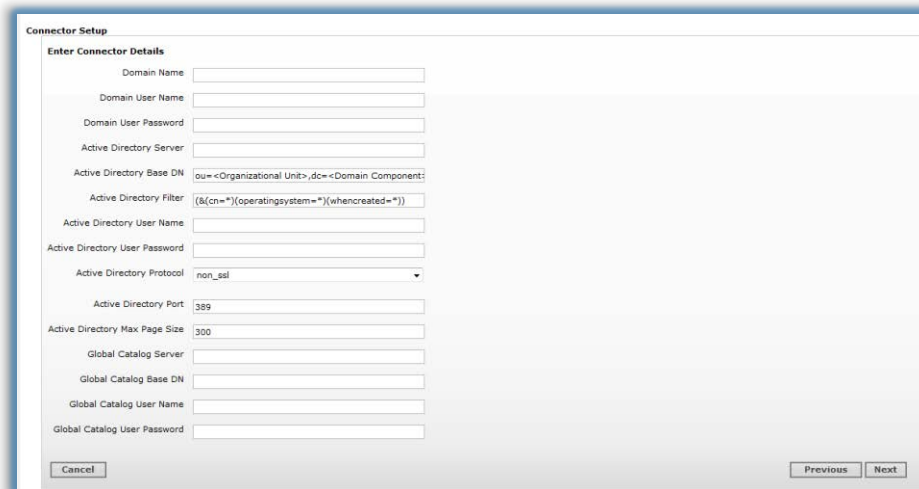 Connector Setup
Enter Connector Details
Domain Name
Domain User Name
Domain User Password
Active Directory Server
Active Directory Base DN ou=<Organizational Unit>,dc=<Domain Component>
Active Directory Filter (&(cn=*)(operatingsystem=*)(whencreated=*))
Active Directory User Name
Active Directory User Password
Active Directory Protocol non_ssl
Active Directory Port 389
Active Directory Max Page Size 300
Global Catalog Server
Global Catalog Base DN
Global Catalog User Name
Global Catalog User Password
Cancel Previous Next